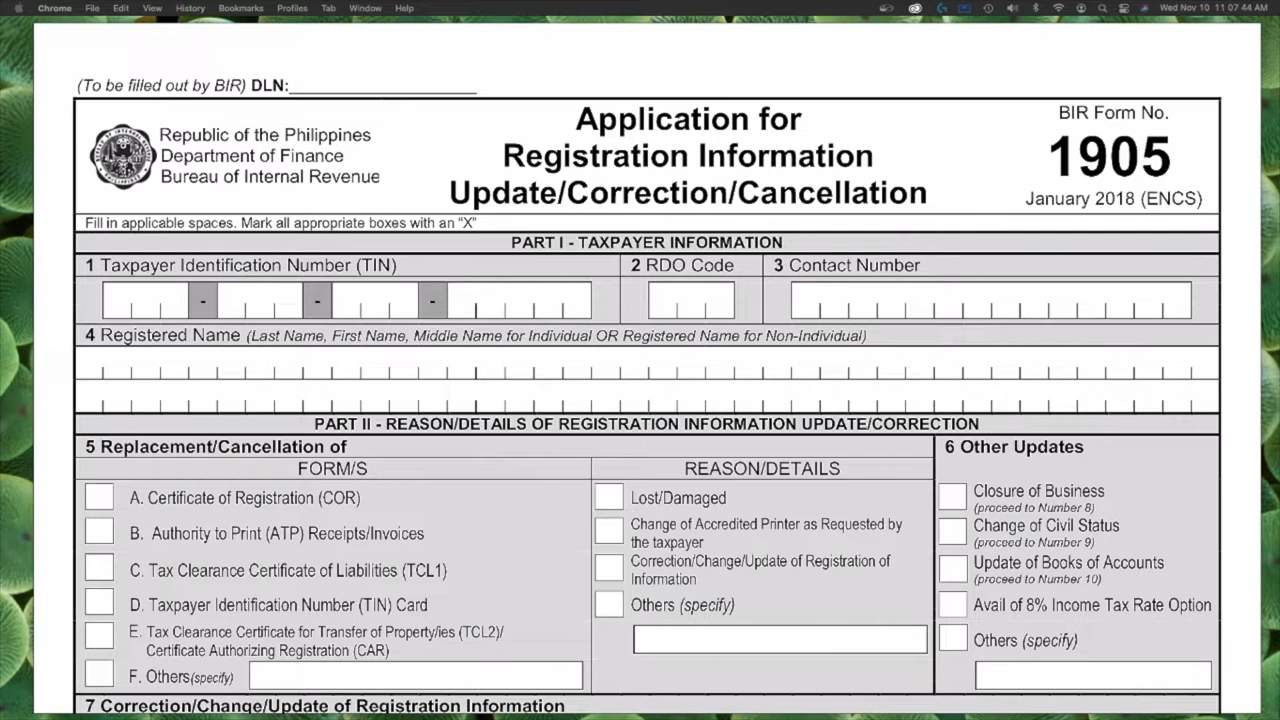 Chrome File Edit View History Bookmarks Profiles Tab Window Help Wed Nov 10 11 07 44 AM
(To be filled out by BIR) DLN:
Republic of the Philippines
Department of Finance
Bureau of Internal Revenue
Application for
Registration Information
Update/Correction/Cancellation
BIR Form No.
1905
January 2018 (ENCS)
Fill in applicable spaces. Mark all appropriate boxes with an “X”
PART I - TAXPAYER INFORMATION
1 Taxpayer Identification Number (TIN) 2 RDO Code 3 Contact Number
- - -
4 Registered Name (Last Name, First Name, Middle Name for Individual OR Registered Name for Non-Individual)
PART II - REASON/DETAILS OF REGISTRATION INFORMATION UPDATE/CORRECTION
5 Replacement/Cancellation of
FORM/S
A. Certificate of Registration (COR)
B. Authority to Print (ATP) Receipts/Invoices
C. Tax Clearance Certificate of Liabilities (TCL1)
D. Taxpayer Identification Number (TIN) Card
E. Tax Clearance Certificate for Transfer of Property/ies (TCL2)/
Certificate Authorizing Registration (CAR)
F. Others(specify)
REASON/DETAILS
Lost/Damaged
Change of Accredited Printer as Requested by
the taxpayer
Correction/Change/Update of Registration of
Information
Others (specify)
6 Other Updates
Closure of Business
(proceed to Number 8)
Change of Civil Status
(proceed to Number 9)
Update of Books of Accounts
(proceed to Number 10)
Avail of 8% Income Tax Rate Option
Others (specify)
7 Correction/Change/Update of Registration Information